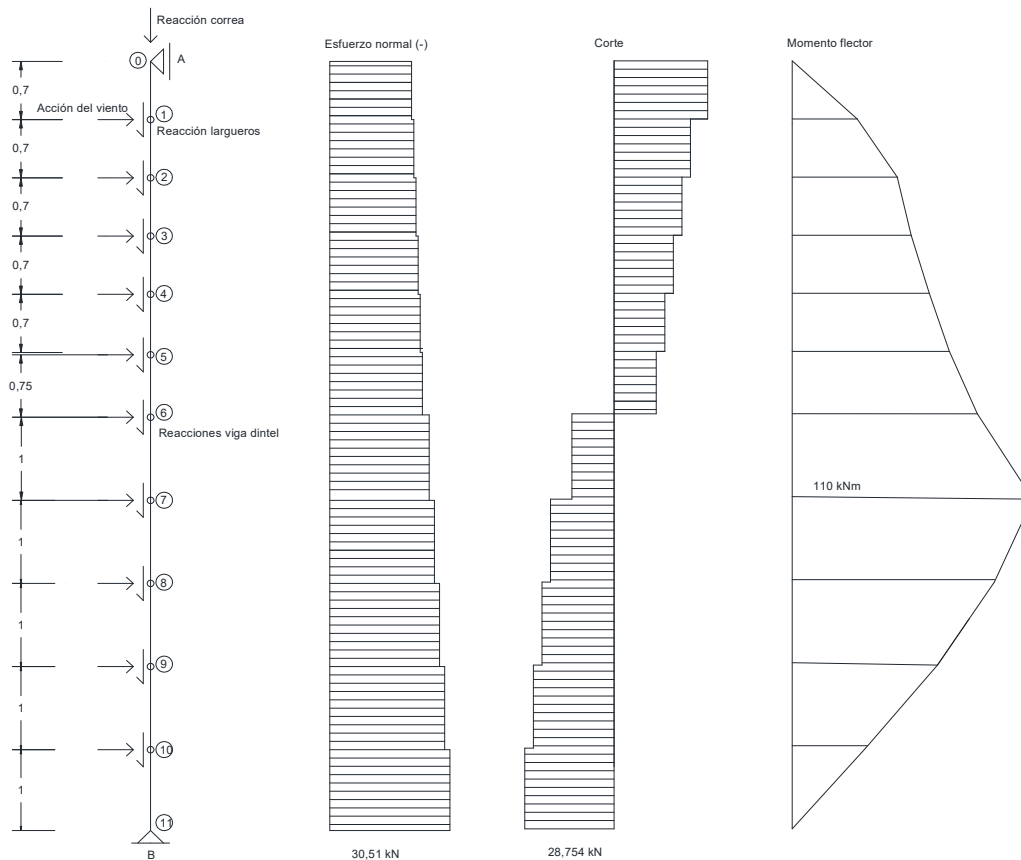 Reacción correa
Esfuerzo normal (-)
Corte
Momento flector
0
A
0,7
Acción del viento
1
Reacción largueros
0,7
2
0,7
3
0,7
4
0,7
5
0,75
6
Reacciones viga dintel
1
7
110 kNm
1
8
1
9
1
10
1
11
B
30,51 kN
28,754 kN